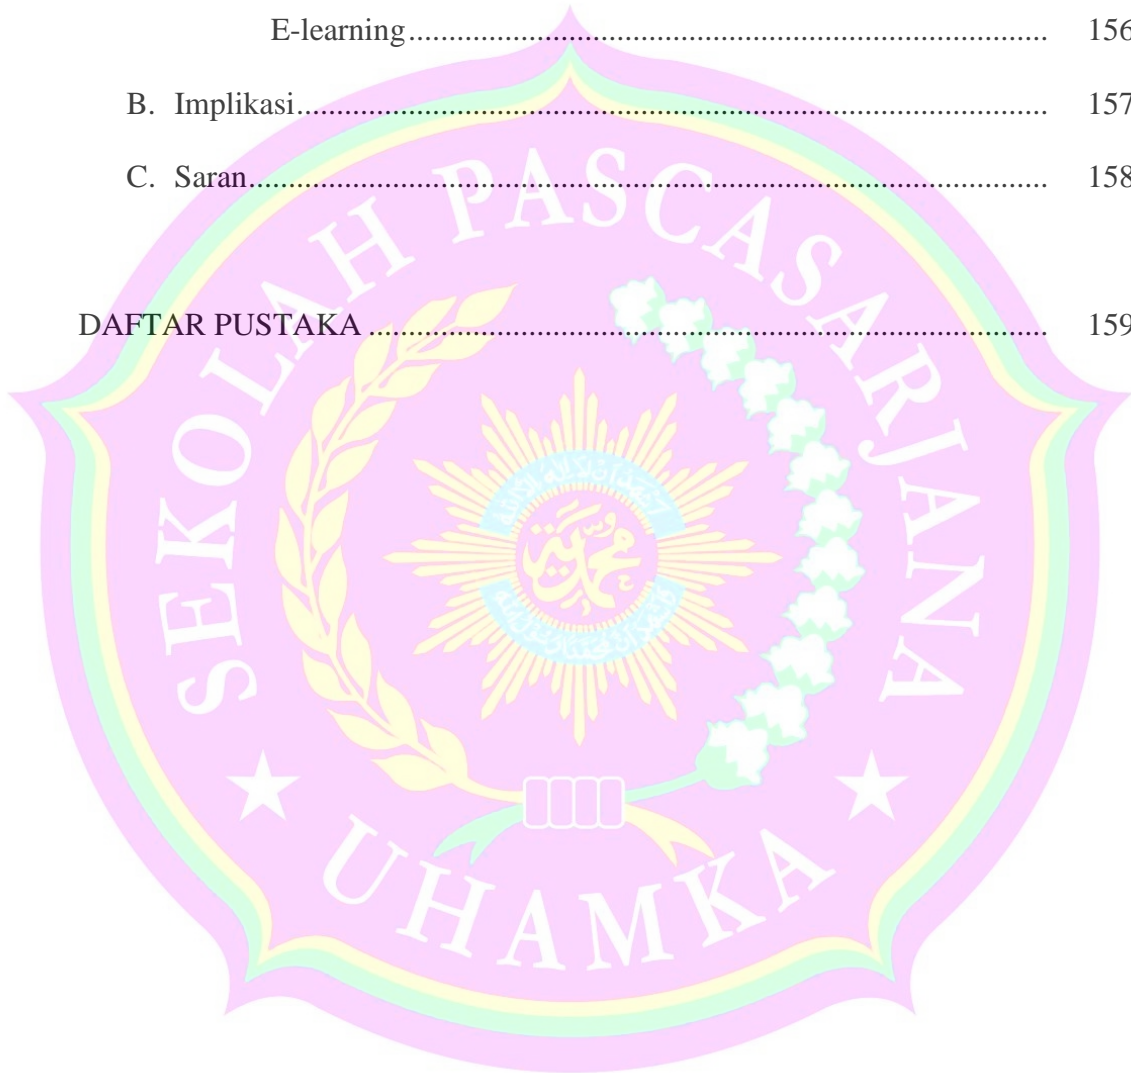 E-learning............................................................................... 156
B. Implikasi............................................................................................. 157
C. Saran................................................................................................... 158
DAFTAR PUSTAKA .................................................................................... 159
SEKOLAH PASCASARJANA
UHAMKA